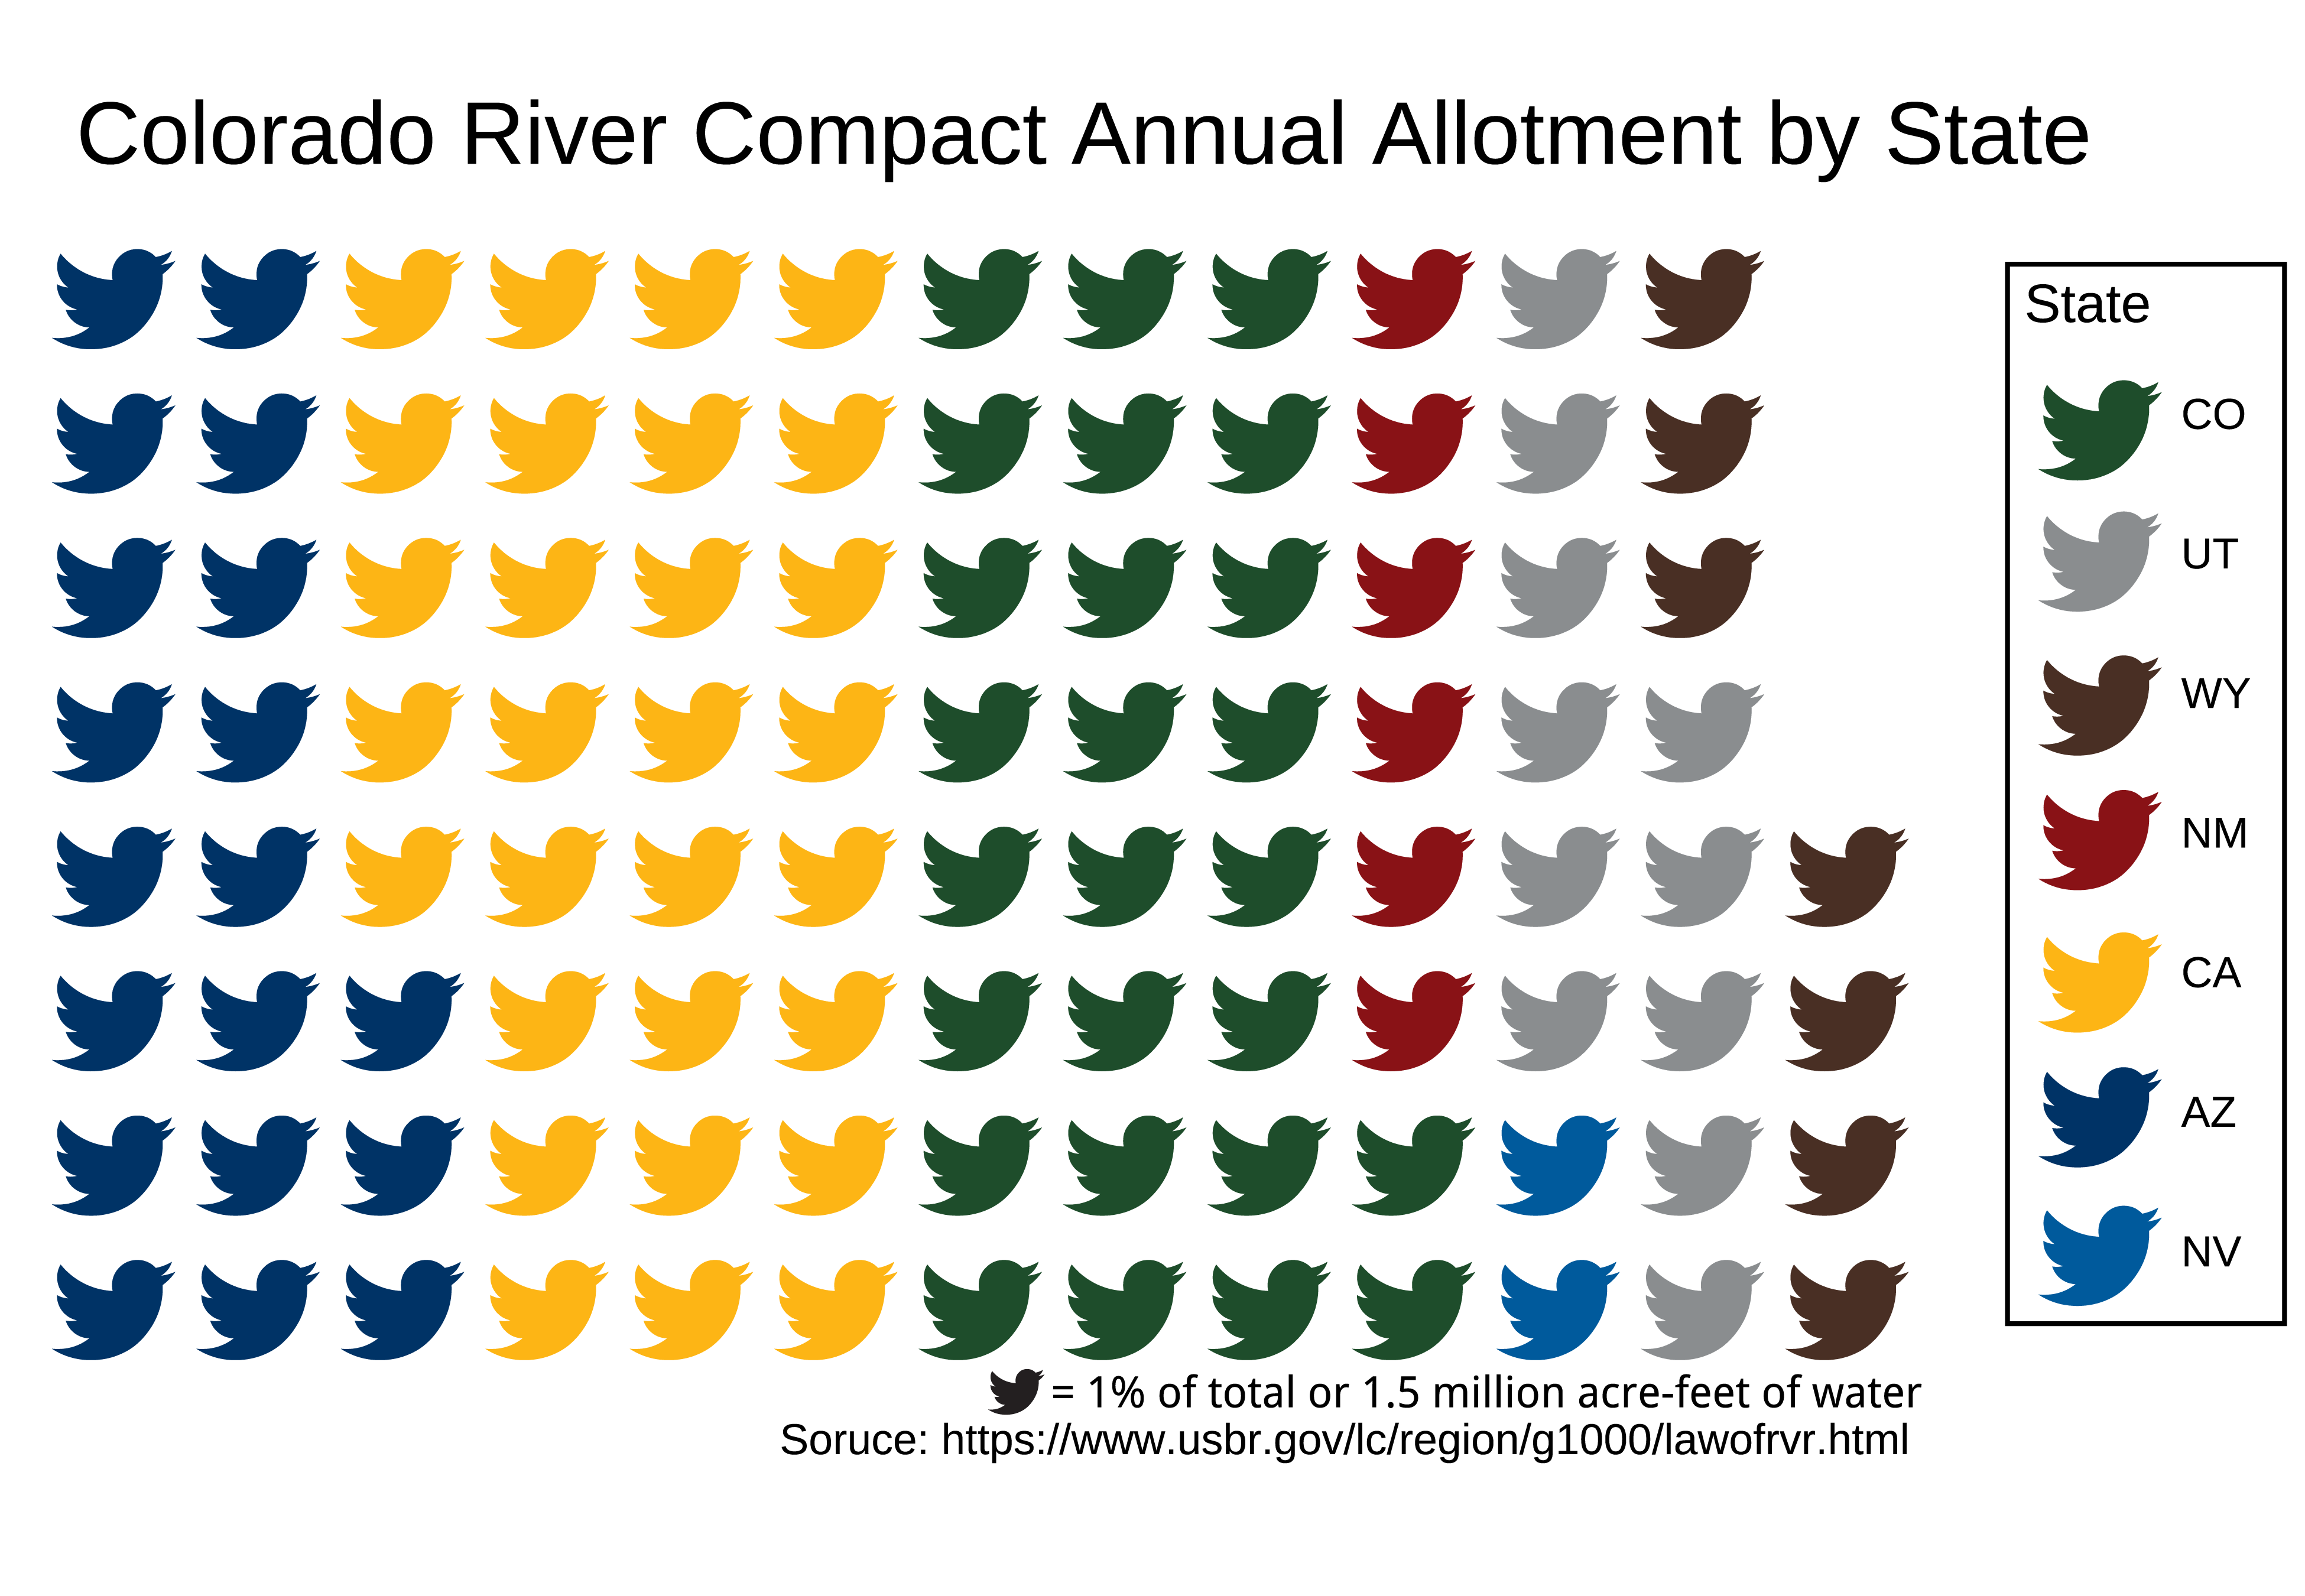 Colorado River Compact Annual Allotment by State
State
CO
UT
WY
NM
CA
AZ
NV
= 1% of total or 1.5 million acre-feet of water
Soruce: https://www.usbr.gov/lc/region/g1000/lawofrvr.html